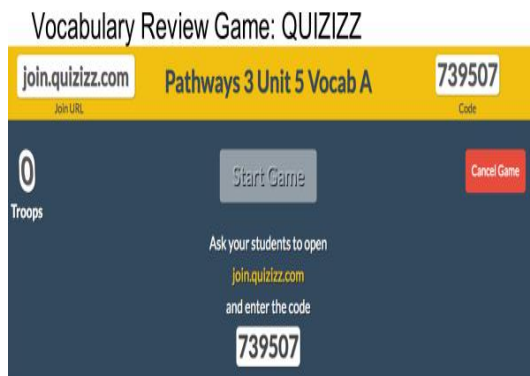 Vocabulary Review Game: QUIZIZZ
join.quizizz.com
Join URL
Pathways 3 Unit 5 Vocab A
739507
Code
0
Troops
Start Game
Cancel Game
Ask your students to open
join.quizizz.com
and enter the code
739507